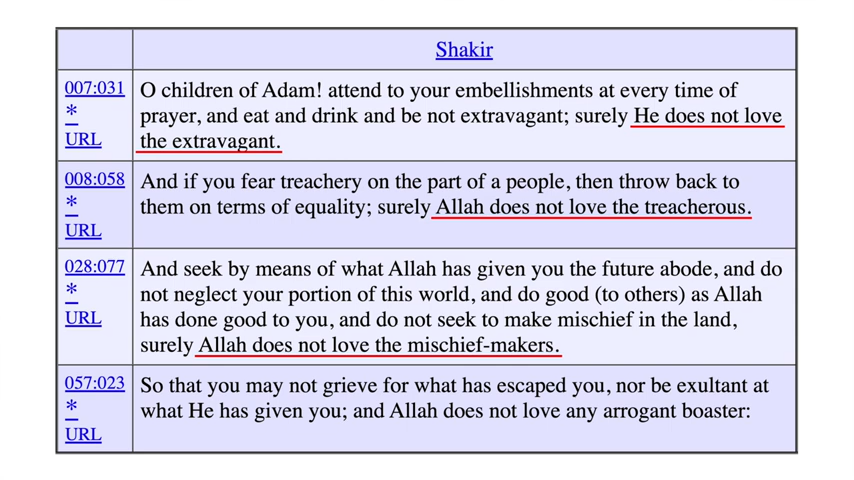 Shakir
007:031
*
URL
O children of Adam! attend to your embellishments at every time of
prayer, and eat and drink and be not extravagant; surely He does not love
the extravagant.
008:058
*
URL
And if you fear treachery on the part of a people, then throw back to
them on terms of equality; surely Allah does not love the treacherous.
028:077
*
URL
And seek by means of what Allah has given you the future abode, and do
not neglect your portion of this world, and do good (to others) as Allah
has done good to you, and do not seek to make mischief in the land,
surely Allah does not love the mischief-makers.
057:023
*
URL
So that you may not grieve for what has escaped you, nor be exultant at
what He has given you; and Allah does not love any arrogant boaster: